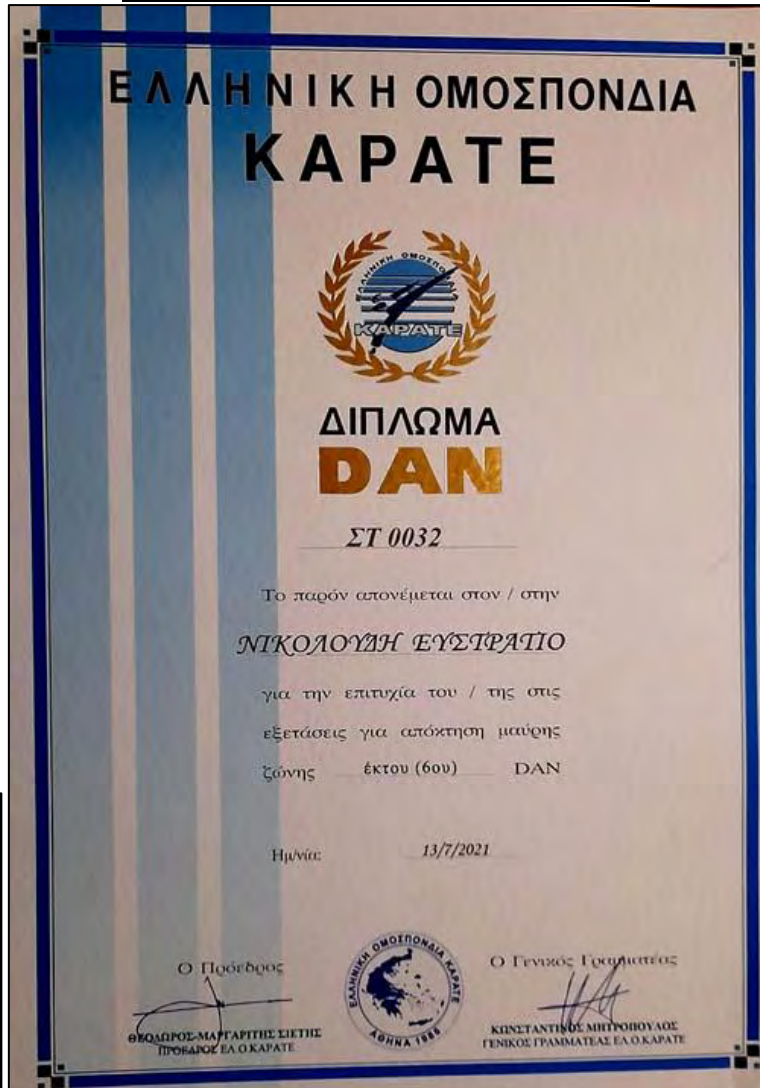 ΕΛΛΗΝΙΚΗ ΟΜΟΣΠΟΝΔΙΑ
ΚΑΡΑΤΕ
ΕΛΛΗΝΙΚΗ ΟΜΟΣΠΟΝΔΙΑ
ΚΑΡΑΤΕ
ΔΙΠΛΩΜΑ
DAN
ΣΤ 0032
Το παρόν απονέμεται στον / στην
ΝΙΚΟΛΟΥΔΗ ΕΥΣΤΡΑΤΙΟ
για την επιτυχία του / της στις
εξετάσεις για απόκτηση μαύρης
ζώνης έκτου (6ου) DAN
Ημ/νία: 13/7/2021
Ο Πρόεδρος
Ο Γενικός Γραμματέας
ΕΛΛΗΝΙΚΗ ΟΜΟΣΠΟΝΔΙΑ ΚΑΡΑΤΕ
ΑΘΗΝΑ 1986
ΘΕΟΔΩΡΟΣ-ΜΑΡΓΑΡΙΤΗΣ ΣΙΕΤΗΣ
ΠΡΟΕΔΡΟΣ ΕΛ.Ο.ΚΑΡΑΤΕ
ΚΩΝΣΤΑΝΤΙΝΟΣ ΜΗΤΡΟΠΟΥΛΟΣ
ΓΕΝΙΚΟΣ ΓΡΑΜΜΑΤΕΑΣ ΕΛ.Ο.ΚΑΡΑΤΕ